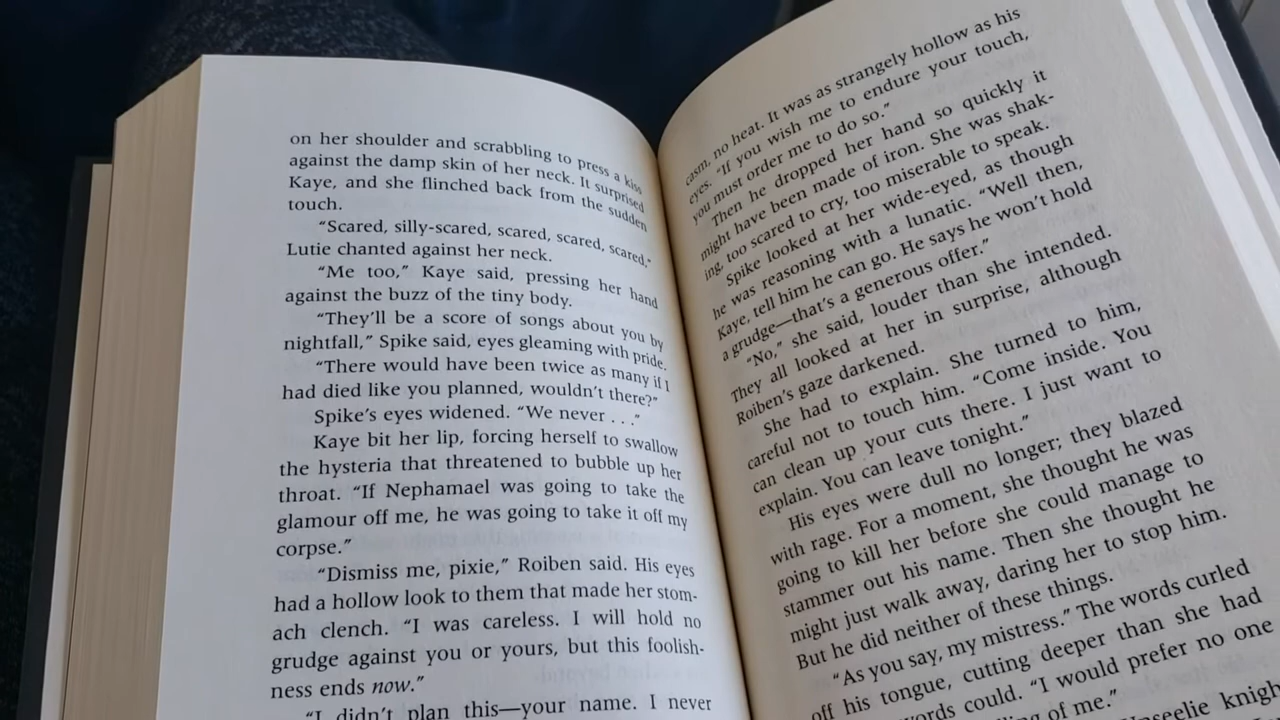 on her shoulder and scrabbling to press a kiss
against the damp skin of her neck. It surprised
Kaye, and she flinched back from the sudden
touch.
“Scared, silly-scared, scared, scared, scared,”
Lutie chanted against her neck.
“Me too,” Kaye said, pressing her hand
against the buzz of the tiny body.
“They’ll be a score of songs about you by
nightfall,” Spike said, eyes gleaming with pride.
“There would have been twice as many if I
had died like you planned, wouldn’t there?”
Spike’s eyes widened. “We never . . .”
Kaye bit her lip, forcing herself to swallow
the hysteria that threatened to bubble up her
throat. “If Nephamael was going to take the
glamour off me, he was going to take it off my
corpse.”
“Dismiss me, pixie,” Roiben said. His eyes
had a hollow look to them that made her stom-
ach clench. “I was careless. I will hold no
grudge against you or yours, but this foolish-
ness ends now.”
“I didn’t plan this—your name. I never
casm, no heat. It was as strangely hollow as his
eyes. “If you wish me to endure your touch,
you must order me to do so.”
Then he dropped her hand so quickly it
might have been made of iron. She was shak-
ing, too scared to cry, too miserable to speak.
Spike looked at her wide-eyed, as though
he was reasoning with a lunatic. “Well then,
Kaye, tell him he can go. He says he won’t hold
a grudge—that’s a generous offer.”
“No,” she said, louder than she intended.
They all looked at her in surprise, although
Roiben’s gaze darkened.
She had to explain. She turned to him,
careful not to touch him. “Come inside. You
can clean up your cuts there. I just want to
explain. You can leave tonight.”
His eyes were dull no longer; they blazed
with rage. For a moment, she thought he was
going to kill her before she could manage to
stammer out his name. Then she thought he
might just walk away, daring her to stop him.
But he did neither of these things.
“As you say, my mistress.” The words curled
off his tongue, cutting deeper than she had
words could. “I would prefer no one
of me.”
knigh